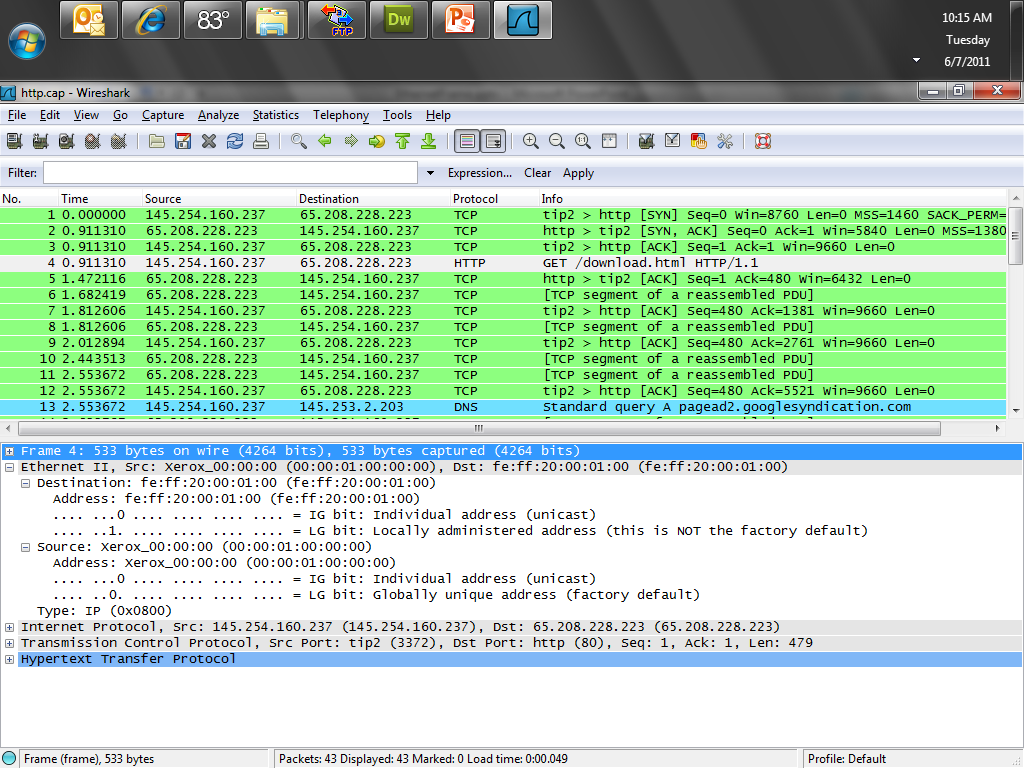 10:15 AM
83°
FTP
Dw
Tuesday
6/7/2011
http.cap - Wireshark
File Edit View Go Capture Analyze Statistics Telephony Tools Help
Filter: Expression... Clear Apply
No. Time Source Destination Protocol Info
1 0.000000 145.254.160.237 65.208.228.223 TCP tip2 > http [SYN] Seq=0 Win=8760 Len=0 MSS=1460 SACK_PERM=
2 0.911310 65.208.228.223 145.254.160.237 TCP http > tip2 [SYN, ACK] Seq=0 Ack=1 Win=5840 Len=0 MSS=1380
3 0.911310 145.254.160.237 65.208.228.223 TCP tip2 > http [ACK] Seq=1 Ack=1 Win=9660 Len=0
4 0.911310 145.254.160.237 65.208.228.223 HTTP GET /download.html HTTP/1.1
5 1.472116 65.208.228.223 145.254.160.237 TCP http > tip2 [ACK] Seq=1 Ack=480 Win=6432 Len=0
6 1.682419 65.208.228.223 145.254.160.237 TCP [TCP segment of a reassembled PDU]
7 1.812606 145.254.160.237 65.208.228.223 TCP tip2 > http [ACK] Seq=480 Ack=1381 Win=9660 Len=0
8 1.812606 65.208.228.223 145.254.160.237 TCP [TCP segment of a reassembled PDU]
9 2.012894 145.254.160.237 65.208.228.223 TCP tip2 > http [ACK] Seq=480 Ack=2761 Win=9660 Len=0
10 2.443513 65.208.228.223 145.254.160.237 TCP [TCP segment of a reassembled PDU]
11 2.553672 65.208.228.223 145.254.160.237 TCP [TCP segment of a reassembled PDU]
12 2.553672 145.254.160.237 65.208.228.223 TCP tip2 > http [ACK] Seq=480 Ack=5521 Win=9660 Len=0
13 2.553672 145.254.160.237 145.253.2.203 DNS Standard query A pagead2.googlesyndication.com
Frame 4: 533 bytes on wire (4264 bits), 533 bytes captured (4264 bits)
Ethernet II, Src: Xerox_00:00:00 (00:00:01:00:00:00), Dst: fe:ff:20:00:01:00 (fe:ff:20:00:01:00)
Destination: fe:ff:20:00:01:00 (fe:ff:20:00:01:00)
Address: fe:ff:20:00:01:00 (fe:ff:20:00:01:00)
.... ...0 .... .... .... .... = IG bit: Individual address (unicast)
.... ..1. .... .... .... .... = LG bit: Locally administered address (this is NOT the factory default)
Source: Xerox_00:00:00 (00:00:01:00:00:00)
Address: Xerox_00:00:00 (00:00:01:00:00:00)
.... ...0 .... .... .... .... = IG bit: Individual address (unicast)
.... ..0. .... .... .... .... = LG bit: Globally unique address (factory default)
Type: IP (0x0800)
Internet Protocol, Src: 145.254.160.237 (145.254.160.237), Dst: 65.208.228.223 (65.208.228.223)
Transmission Control Protocol, Src Port: tip2 (3372), Dst Port: http (80), Seq: 1, Ack: 1, Len: 479
Hypertext Transfer Protocol
Frame (frame), 533 bytes Packets: 43 Displayed: 43 Marked: 0 Load time: 0:00.049 Profile: Default